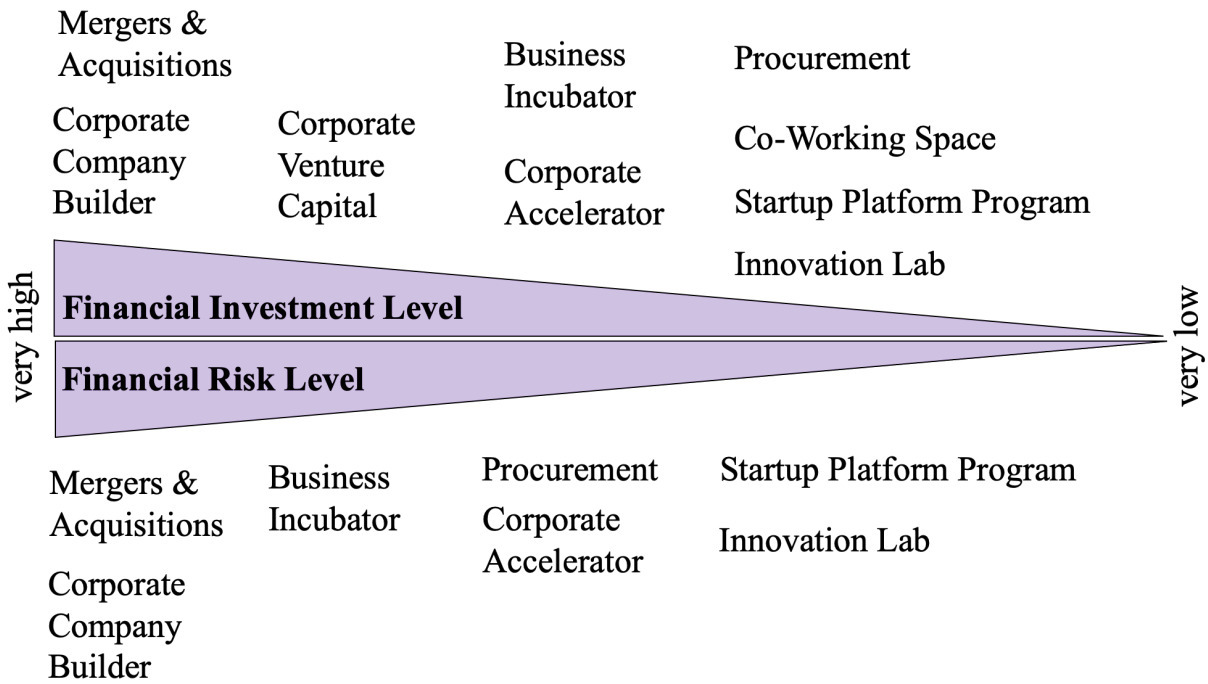 Mergers &
Acquisitions
Corporate
Company
Builder
Corporate
Venture
Capital
Business
Incubator
Corporate
Accelerator
Procurement
Co-Working Space
Startup Platform Program
Innovation Lab
very high
Financial Investment Level
Financial Risk Level
very low
Mergers &
Acquisitions
Corporate
Company
Builder
Business
Incubator
Procurement
Corporate
Accelerator
Startup Platform Program
Innovation Lab